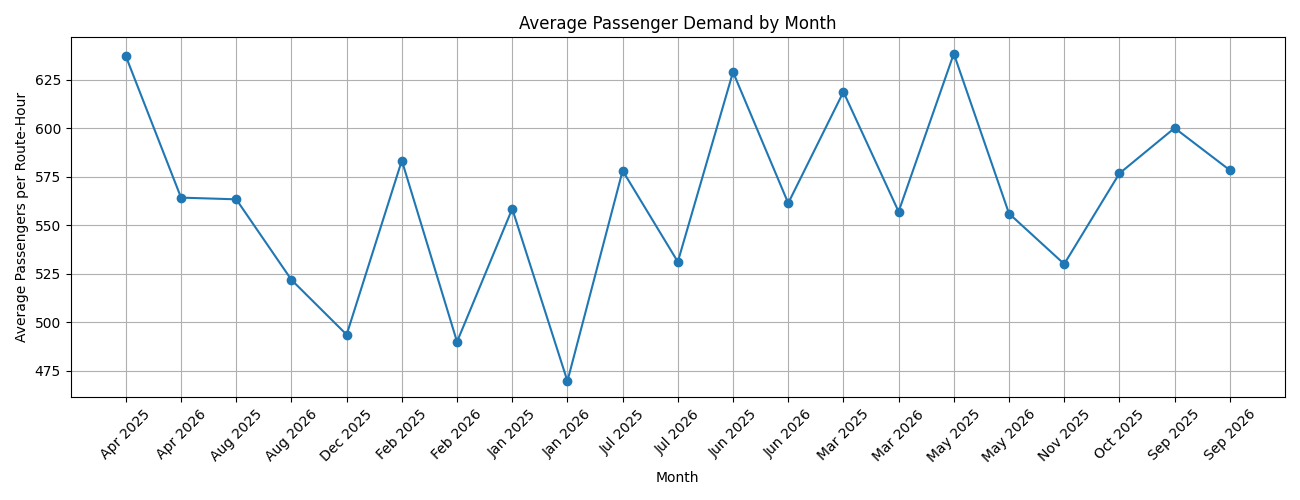 Average Passenger Demand by Month
Average Passengers per Route-Hour
625
600
575
550
525
500
475
Apr 2025
Apr 2026
Aug 2025
Aug 2026
Dec 2025
Feb 2025
Feb 2026
Jan 2025
Jan 2026
Jul 2025
Jul 2026
Jun 2025
Jun 2026
Mar 2025
Mar 2026
May 2025
May 2026
Nov 2025
Oct 2025
Sep 2025
Sep 2026
Month